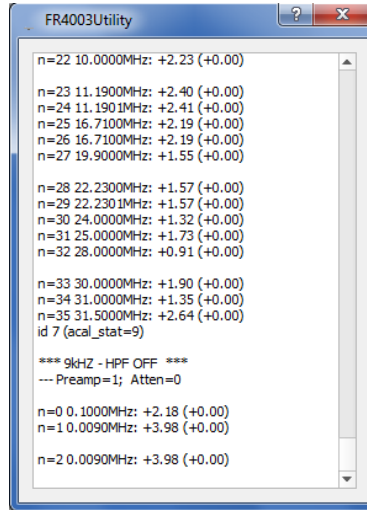 FR4003Utility
n=22 10.0000MHz: +2.23 (+0.00)
n=23 11.1900MHz: +2.40 (+0.00)
n=24 11.1901MHz: +2.41 (+0.00)
n=25 16.7100MHz: +2.19 (+0.00)
n=26 16.7100MHz: +2.19 (+0.00)
n=27 19.9000MHz: +1.55 (+0.00)
n=28 22.2300MHz: +1.57 (+0.00)
n=29 22.2301MHz: +1.57 (+0.00)
n=30 24.0000MHz: +1.32 (+0.00)
n=31 25.0000MHz: +1.73 (+0.00)
n=32 28.0000MHz: +0.91 (+0.00)
n=33 30.0000MHz: +1.90 (+0.00)
n=34 31.0000MHz: +1.35 (+0.00)
n=35 31.5000MHz: +2.64 (+0.00)
id 7 (acal_stat=9)
*** 9kHZ - HPF OFF ***
--- Preamp=1; Atten=0
n=0 0.1000MHz: +2.18 (+0.00)
n=1 0.0090MHz: +3.98 (+0.00)
n=2 0.0090MHz: +3.98 (+0.00)